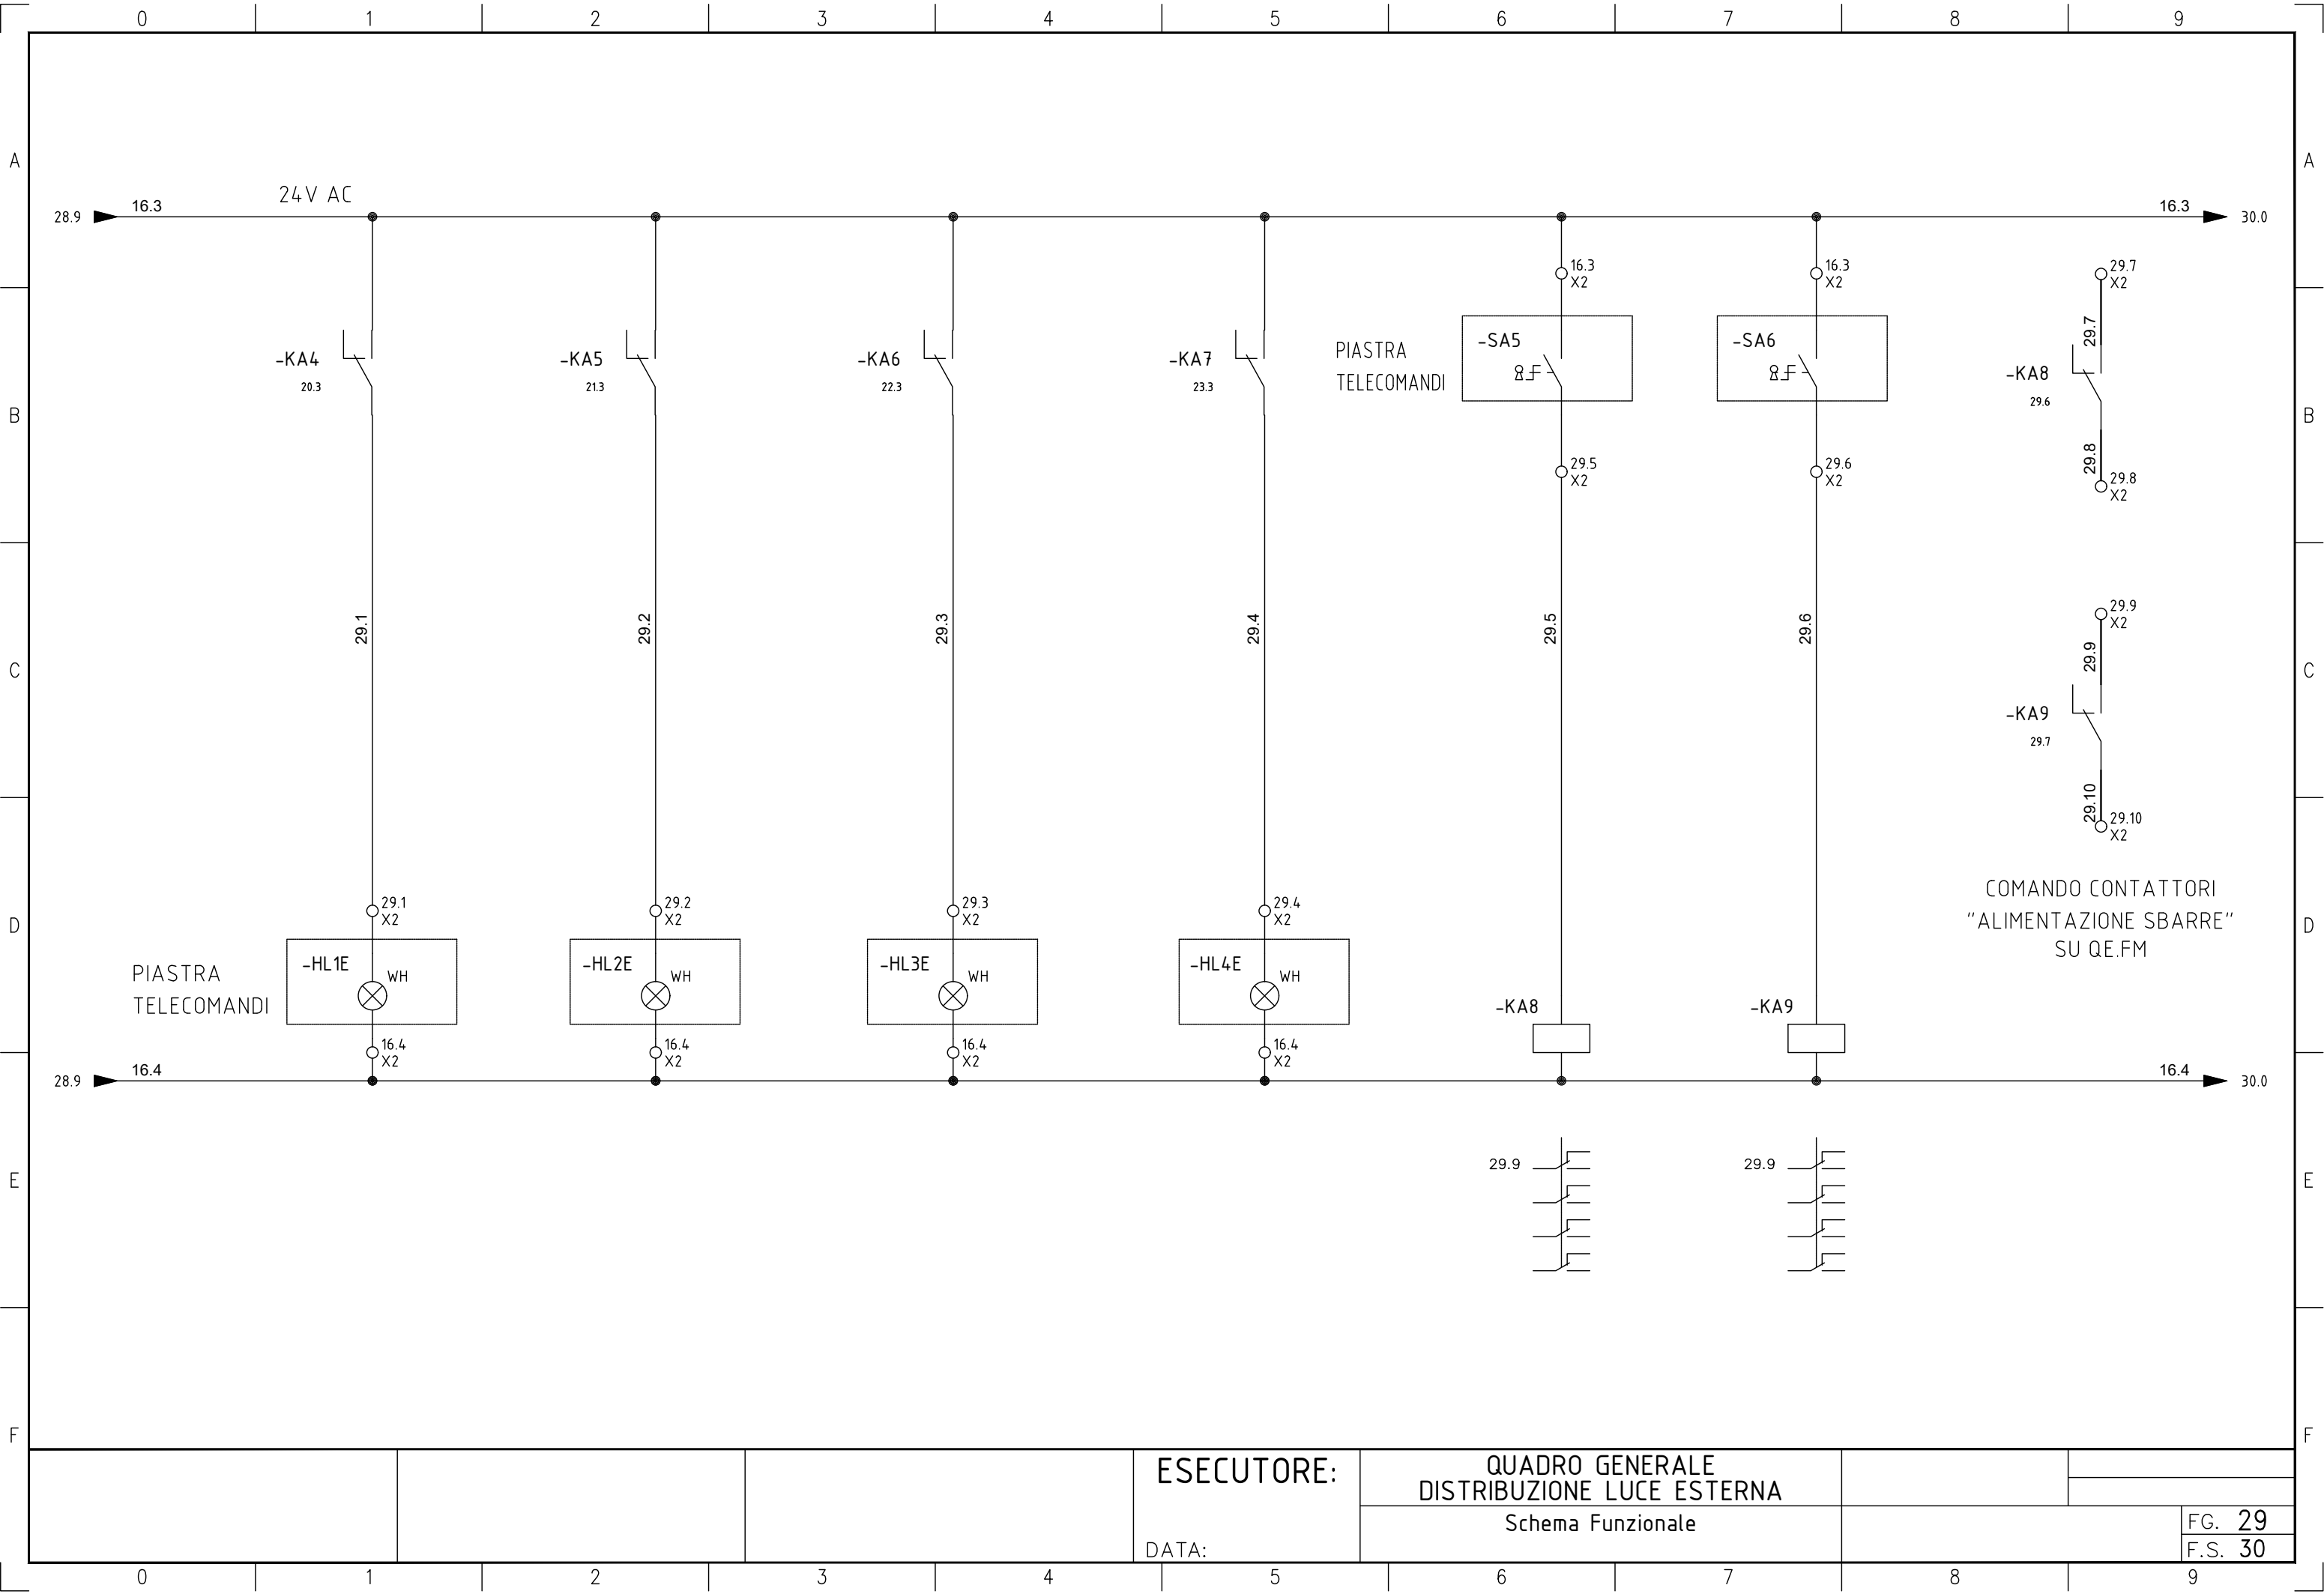 0 1 2 3 4 5 6 7 8 9
A A
24V AC
28.9 16.3 16.3 30.0
16.3
X2
16.3
X2
29.7
X2
29.7
-KA4
20.3
-KA5
21.3
-KA6
22.3
-KA7
23.3
PIASTRA
TELECOMANDI
-SA5
-SA6
-KA8
29.6
B B
29.5
X2
29.6
X2
29.8
29.8
X2
29.1 29.2 29.3 29.4 29.5 29.6
29.9
X2
29.9
C C
-KA9
29.7
29.10
29.10
X2
COMANDO CONTATTORI
"ALIMENTAZIONE SBARRE"
SU QE.FM
29.1
X2
29.2
X2
29.3
X2
29.4
X2
D D
PIASTRA
TELECOMANDI
-HL1E
WH
-HL2E
WH
-HL3E
WH
-HL4E
WH
-KA8
-KA9
16.4
X2
16.4
X2
16.4
X2
16.4
X2
28.9 16.4 16.4 30.0
29.9 29.9
E E
F F
ESECUTORE:
DATA:
QUADRO GENERALE
DISTRIBUZIONE LUCE ESTERNA
Schema Funzionale
FG. 29
F.S. 30
0 1 2 3 4 5 6 7 8 9